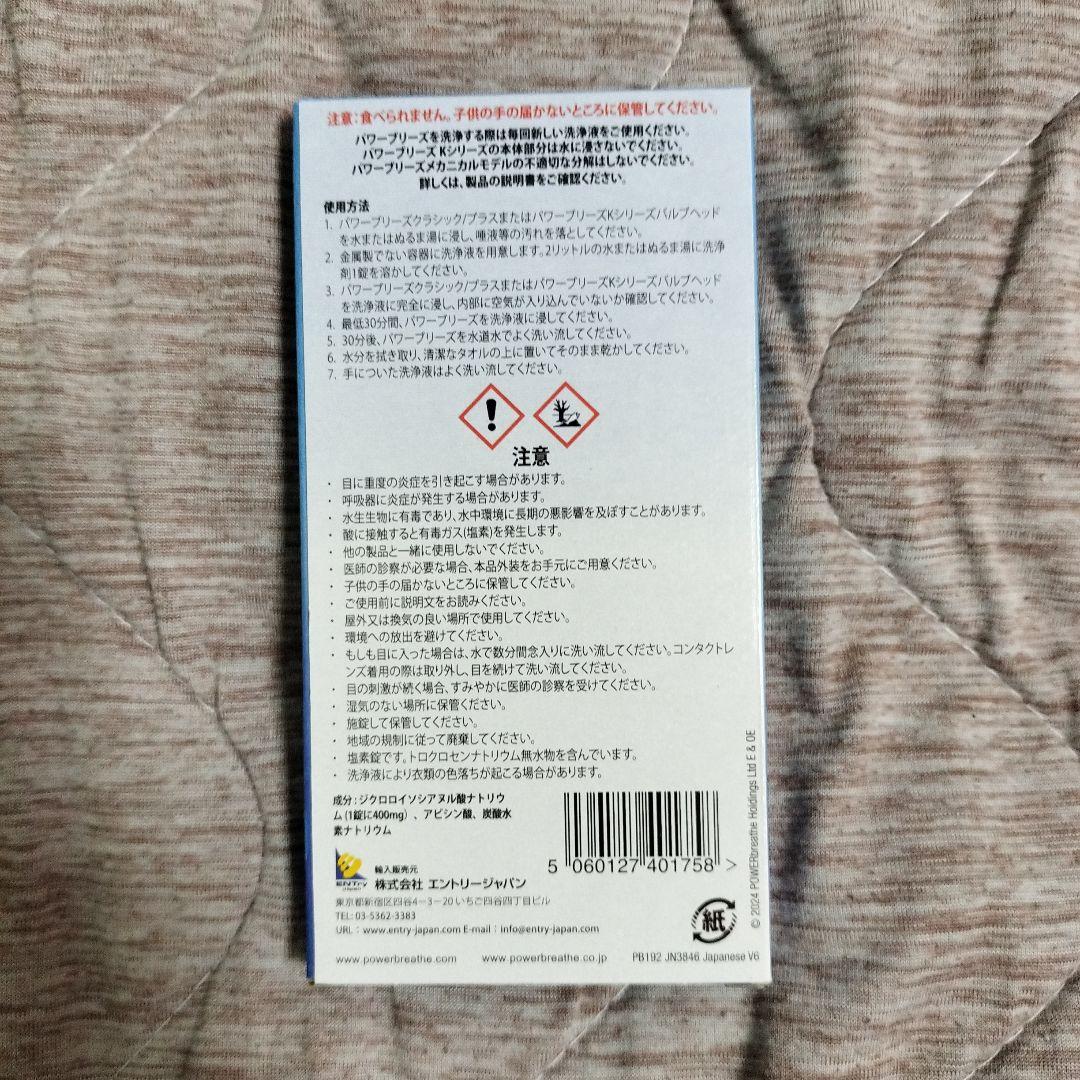 注意：食べられません。子供の手の届かないところに保管してください。
パワーブリーズを洗浄する際は毎回新しい洗浄液をご使用ください。
パワーブリーズ Kシリーズの本体部分は水に浸さないでください。
パワーブリーズメカニカルモデルの不適切な分解はしないでください。
詳しくは、製品の説明書をご確認ください。
使用方法
1. パワーブリーズクラシック/プラスまたはパワーブリーズKシリーズバルブヘッド
を水またはぬるま湯に浸し、唾液等の汚れを落としてください。
2. 金属製でない容器に洗浄液を用意します。2リットルの水またはぬるま湯に洗浄
剤1錠を溶かしてください。
3. パワーブリーズクラシック/プラスまたはパワーブリーズKシリーズバルブヘッド
を洗浄液に完全に浸し、内部に空気が入り込んでいないか確認してください。
4. 最低30分間、パワーブリーズを洗浄液に浸してください。
5. 30分後、パワーブリーズを水道水でよく洗い流してください。
6. 水分を拭き取り、清潔なタオルの上に置いてそのまま乾かしてください。
7. 手についた洗浄液はよく洗い流してください。
注意
・ 目に重度の炎症を引き起こす場合があります。
・ 呼吸器に炎症が発生する場合があります。
・ 水生生物に有毒であり、水中環境に長期の悪影響を及ぼすことがあります。
・ 酸に接触すると有毒ガス(塩素)を発生します。
・ 他の製品と一緒に使用しないでください。
・ 医師の診察が必要な場合、本品外装をお手元にご用意ください。
・ 子供の手の届かないところに保管してください。
・ ご使用前に説明文をお読みください。
・ 屋外又は換気の良い場所で使用してください。
・ 環境への放出を避けてください。
・ もしも目に入った場合は、水で数分間念入りに洗い流してください。コンタクトレ
ンズ着用の際は取り外し、目を続けて洗い流してください。
・ 目の刺激が続く場合、すみやかに医師の診察を受けてください。
・ 湿気のない場所に保管ください。
・ 施錠して保管してください。
・ 地域の規制に従って廃棄してください。
・ 塩素錠です。トロクロセンナトリウム無水物を含んでいます。
・ 洗浄液により衣類の色落ちが起こる場合があります。
成分：ジクロロイソシアヌル酸ナトリウ
ム(1錠に400mg)、アビシン酸、炭酸水
素ナトリウム
5 060127 401758 >
ENTry
輸入販売元
株式会社 エントリージャパン
東京都新宿区四谷4－3－20 いちご四谷四丁目ビル
TEL: 03-5362-3383
URL：www.entry-japan.com E-mail：info@entry-japan.com
紙
www.powerbreathe.com www.powerbreathe.co.jp PB192 JN3846 Japanese V6
© 2024 POWERbreathe Holdings Ltd E & OE